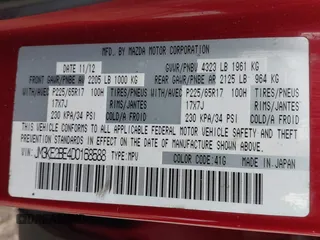 MFD. BY MAZDA MOTOR CORPORATION
DATE: 11/12 GVWR/PNBV 4323 LB 1961 KG
FRONT GAWR/PNBE AV 2205 LB 1000 KG REAR GAWR/PNBE AR 2125 LB 964 KG
WITH/AVEC P225/65R17 100H TIRES/PNEUS WITH/AVEC P225/65R17 100H TIRES/PNEUS
17X7J RIMS/JANTE 17X7J RIMS/JANTE
230 KPA/34 PSI COLD/A FROID 230 KPA/34 PSI COLD/A FROID
THIS VEHICLE CONFORMS TO ALL APPLICABLE U.S. FEDERAL MOTOR VEHICLE SAFETY AND THEFT
PREVENTION STANDARDS IN EFFECT ON THE DATE OF MANUFACTURE SHOWN ABOVE.
VIN: TYPE: MPV
COLOR CODE: 41G MADE IN JAPAN